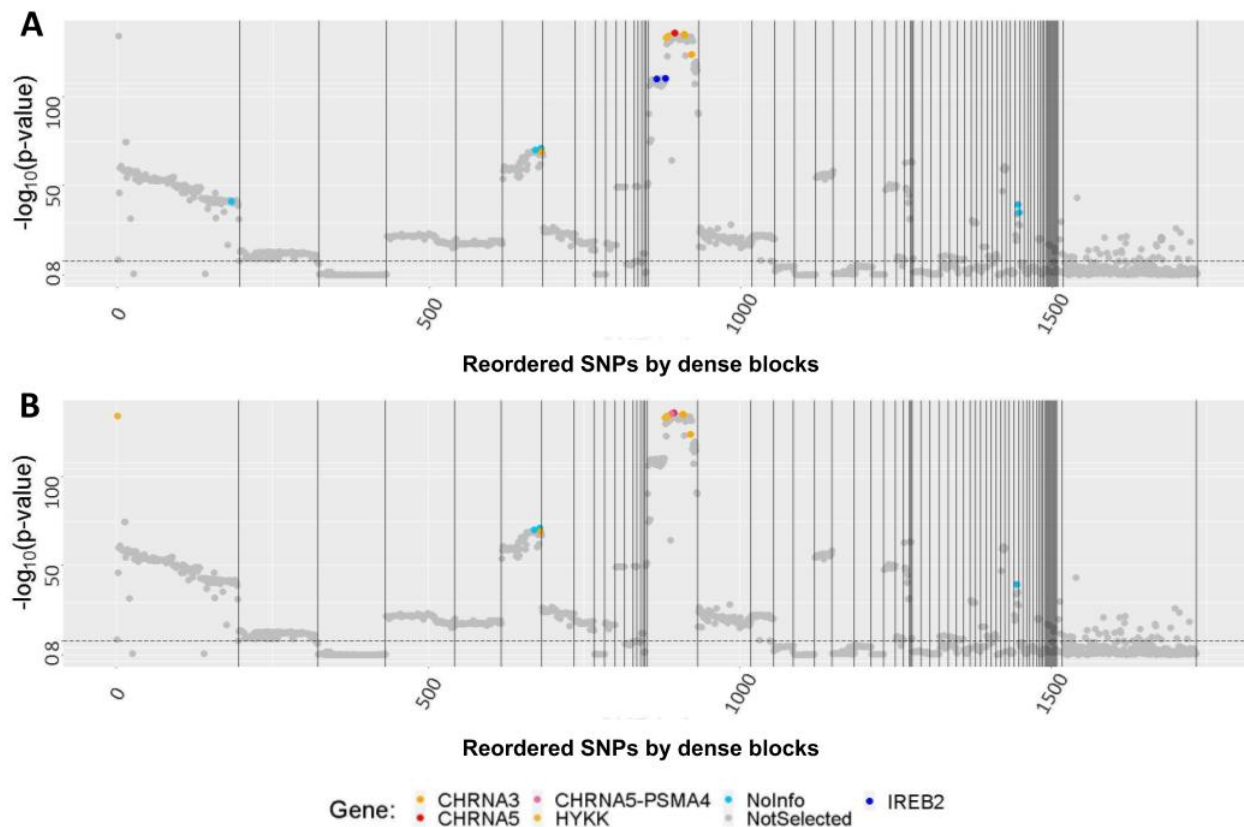 A
-log10(p-value)
100
50
8
0
0
500
1000
1500
Reordered SNPs by dense blocks
B
-log10(p-value)
100
50
8
0
0
500
1000
1500
Reordered SNPs by dense blocks
Gene: CHRNA3 CHRNA5-PSMA4 NoInfo IREB2
CHRNA5 HYKK NotSelected